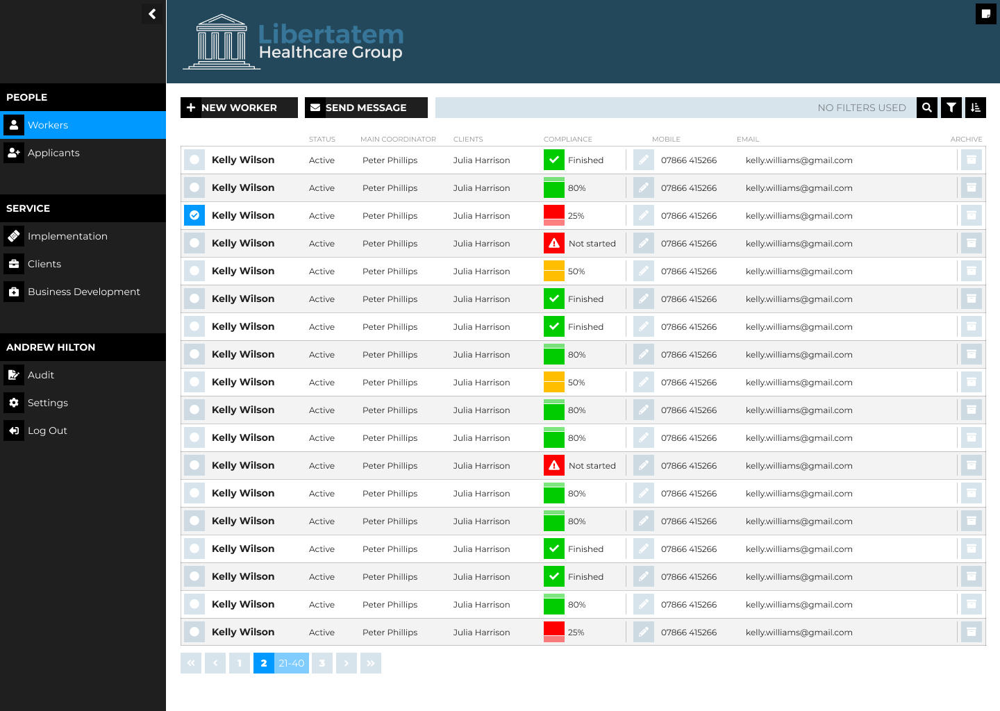 Libertatem
Healthcare Group
PEOPLE
Workers
Applicants
SERVICE
Implementation
Clients
Business Development
ANDREW HILTON
Audit
Settings
Log Out
NEW WORKER SEND MESSAGE NO FILTERS USED
STATUS MAIN COORDINATOR CLIENTS COMPLIANCE MOBILE EMAIL ARCHIVE
Kelly Wilson Active Peter Phillips Julia Harrison Finished 07866 415266 kelly.williams@gmail.com
Kelly Wilson Active Peter Phillips Julia Harrison 80% 07866 415266 kelly.williams@gmail.com
Kelly Wilson Active Peter Phillips Julia Harrison 25% 07866 415266 kelly.williams@gmail.com
Kelly Wilson Active Peter Phillips Julia Harrison Not started 07866 415266 kelly.williams@gmail.com
Kelly Wilson Active Peter Phillips Julia Harrison 50% 07866 415266 kelly.williams@gmail.com
Kelly Wilson Active Peter Phillips Julia Harrison Finished 07866 415266 kelly.williams@gmail.com
Kelly Wilson Active Peter Phillips Julia Harrison Finished 07866 415266 kelly.williams@gmail.com
Kelly Wilson Active Peter Phillips Julia Harrison 80% 07866 415266 kelly.williams@gmail.com
Kelly Wilson Active Peter Phillips Julia Harrison 50% 07866 415266 kelly.williams@gmail.com
Kelly Wilson Active Peter Phillips Julia Harrison 80% 07866 415266 kelly.williams@gmail.com
Kelly Wilson Active Peter Phillips Julia Harrison 80% 07866 415266 kelly.williams@gmail.com
Kelly Wilson Active Peter Phillips Julia Harrison Not started 07866 415266 kelly.williams@gmail.com
Kelly Wilson Active Peter Phillips Julia Harrison 80% 07866 415266 kelly.williams@gmail.com
Kelly Wilson Active Peter Phillips Julia Harrison 80% 07866 415266 kelly.williams@gmail.com
Kelly Wilson Active Peter Phillips Julia Harrison Finished 07866 415266 kelly.williams@gmail.com
Kelly Wilson Active Peter Phillips Julia Harrison Finished 07866 415266 kelly.williams@gmail.com
Kelly Wilson Active Peter Phillips Julia Harrison 80% 07866 415266 kelly.williams@gmail.com
Kelly Wilson Active Peter Phillips Julia Harrison 25% 07866 415266 kelly.williams@gmail.com
1 2 21-40 3